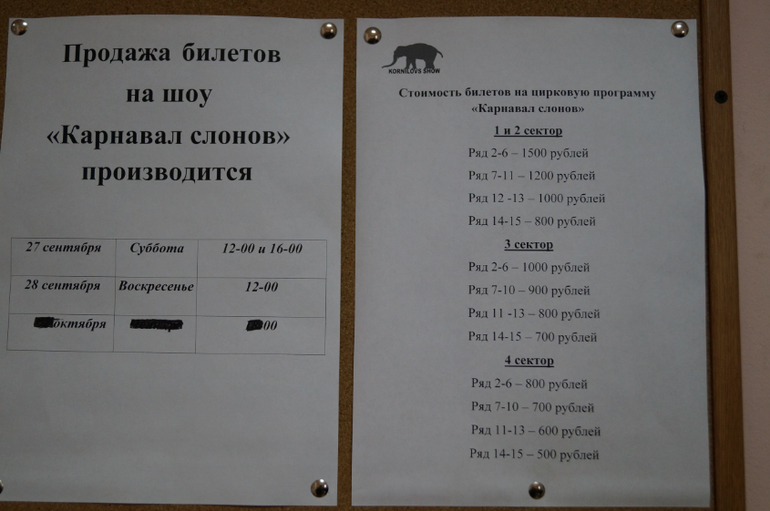 Продажа билетов
на шоу
«Карнавал слонов»
производится
27 сентября Суббота 12-00 и 16-00
28 сентября Воскресенье 12-00
октября 00
KORNILOVS SHOW
Стоимость билетов на цирковую программу
«Карнавал слонов»
1 и 2 сектор
Ряд 2-6 – 1500 рублей
Ряд 7-11 – 1200 рублей
Ряд 12 -13 – 1000 рублей
Ряд 14-15 – 800 рублей
3 сектор
Ряд 2-6 – 1000 рублей
Ряд 7-10 – 900 рублей
Ряд 11 -13 – 800 рублей
Ряд 14-15 – 700 рублей
4 сектор
Ряд 2-6 – 800 рублей
Ряд 7-10 – 700 рублей
Ряд 11-13 – 600 рублей
Ряд 14-15 – 500 рублей